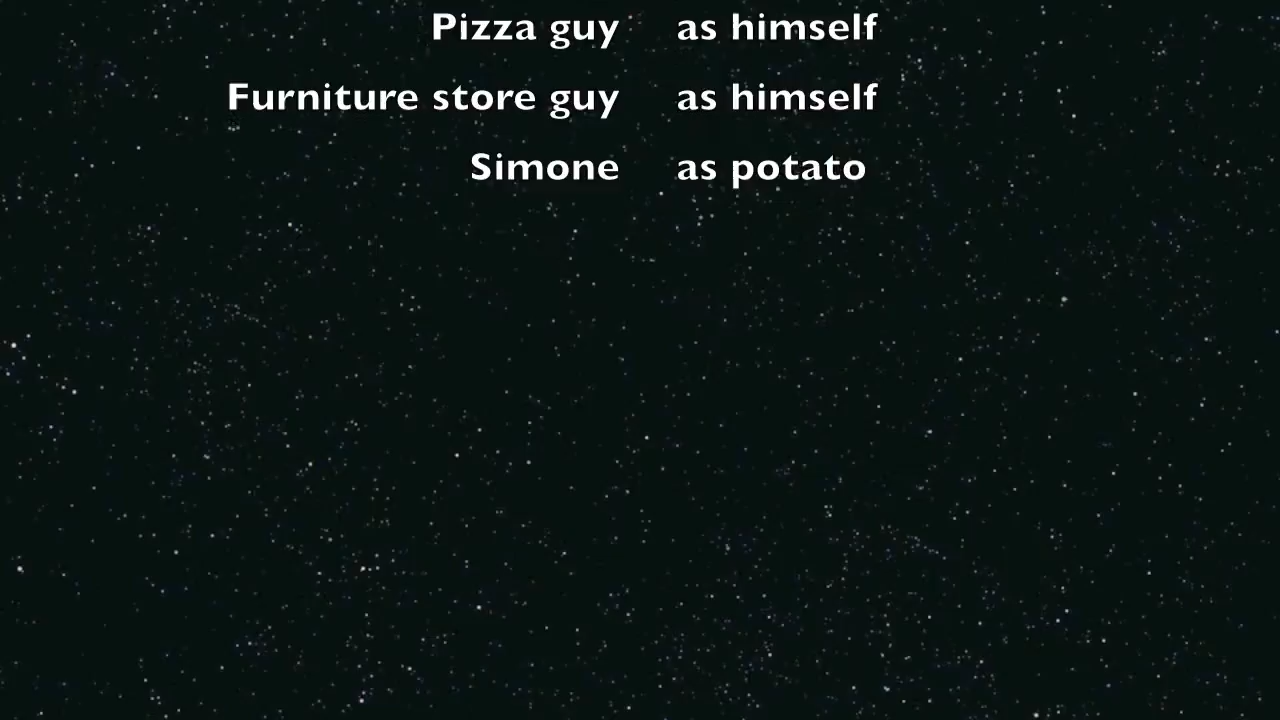 Pizza guy as himself
Furniture store guy as himself
Simone as potato